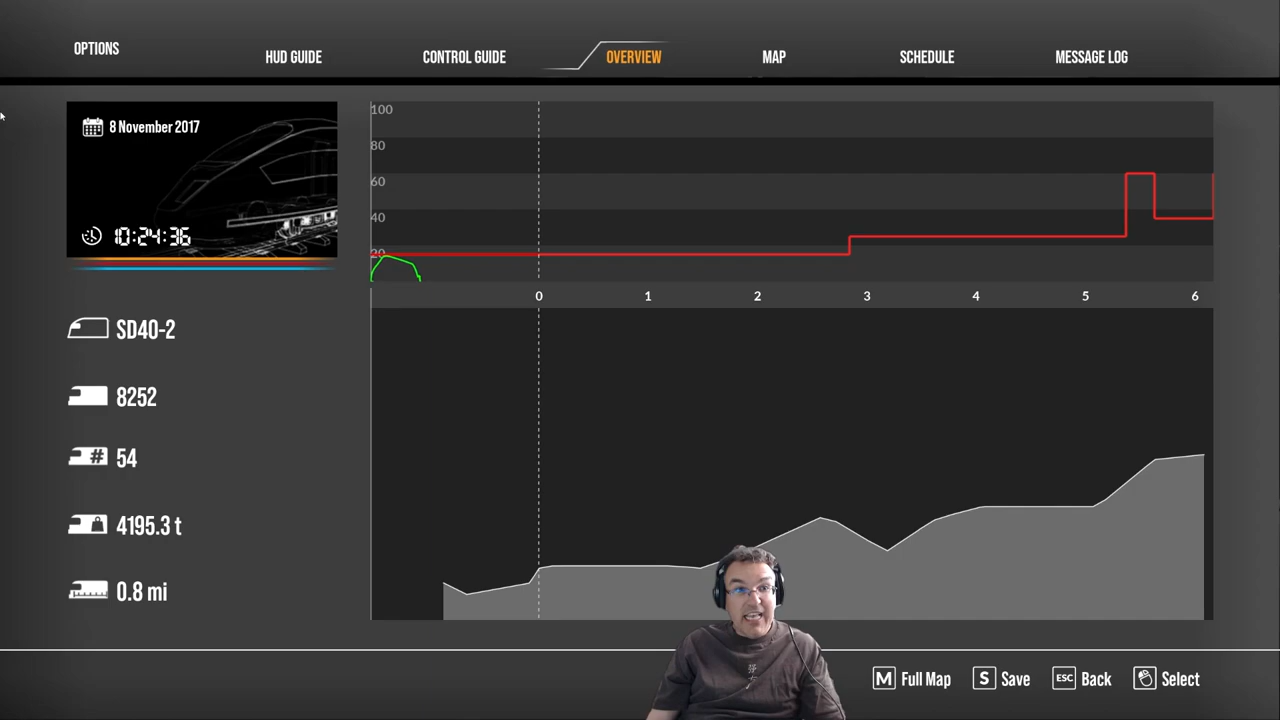 OPTIONS
HUD GUIDE
CONTROL GUIDE
OVERVIEW
MAP
SCHEDULE
MESSAGE LOG
8 November 2017
10:24:36
SD40-2
8252
#
54
4195.3 t
0.8 mi
100
80
60
40
20
0 1 2 3 4 5 6
M Full Map
S Save
ESC Back
Select